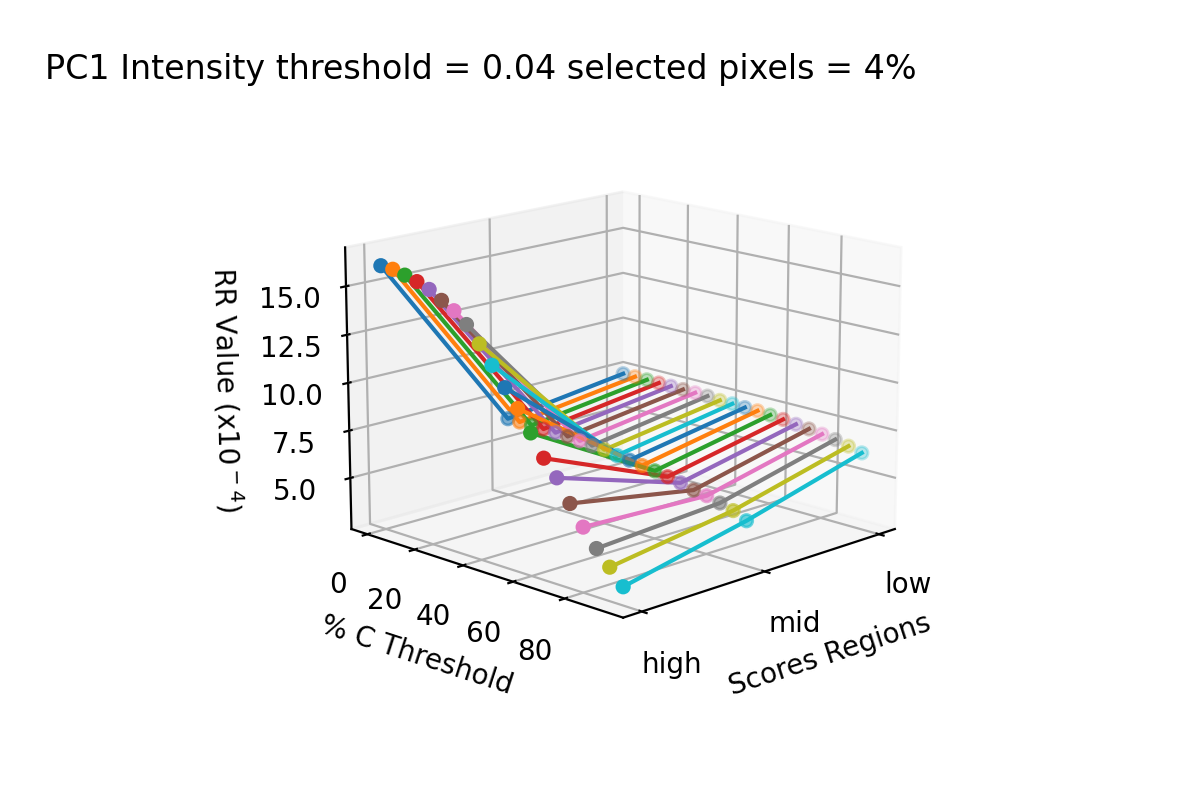 PC1 Intensity threshold = 0.04 selected pixels = 4%
RR Value (x10⁻⁴)
15.0
12.5
10.0
7.5
5.0
0
20
40
60
80
% C Threshold
high
mid
low
Scores Regions